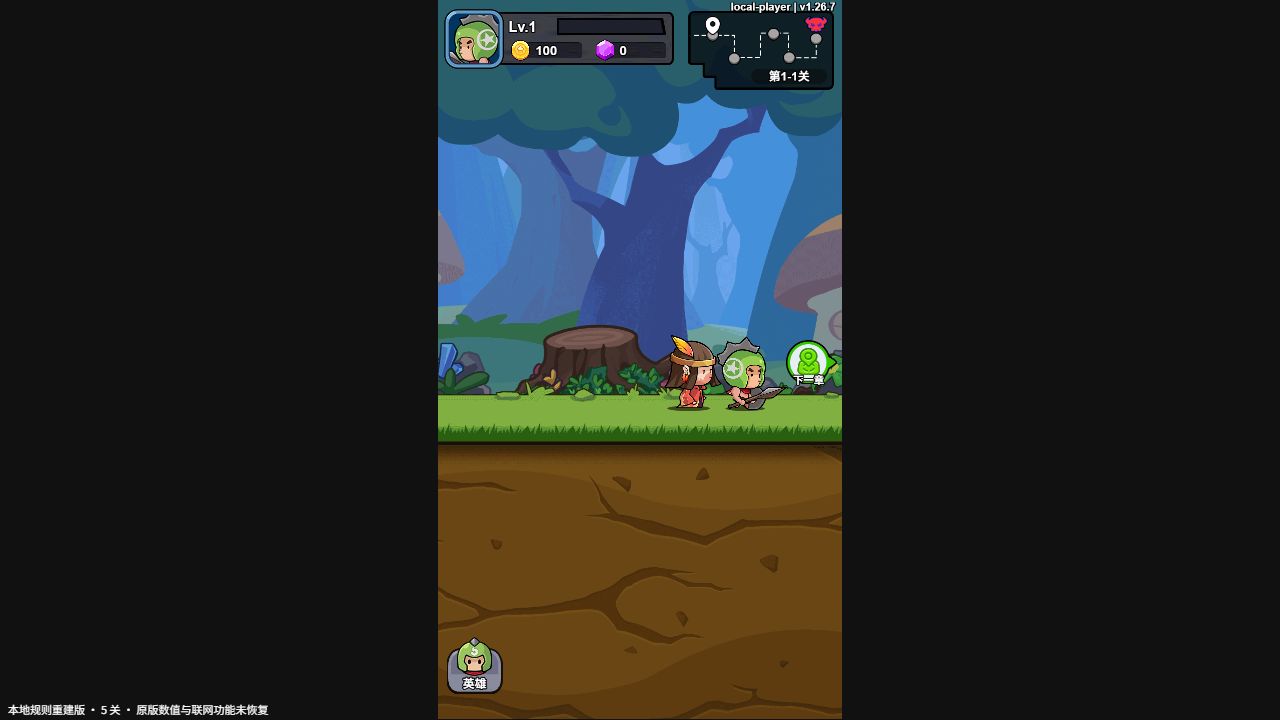 local-player | v1.26.7
Lv.1
100
0
第1-1关
下一章
英雄
本地规则重建版 · 5 关 · 原版数值与联网功能未恢复